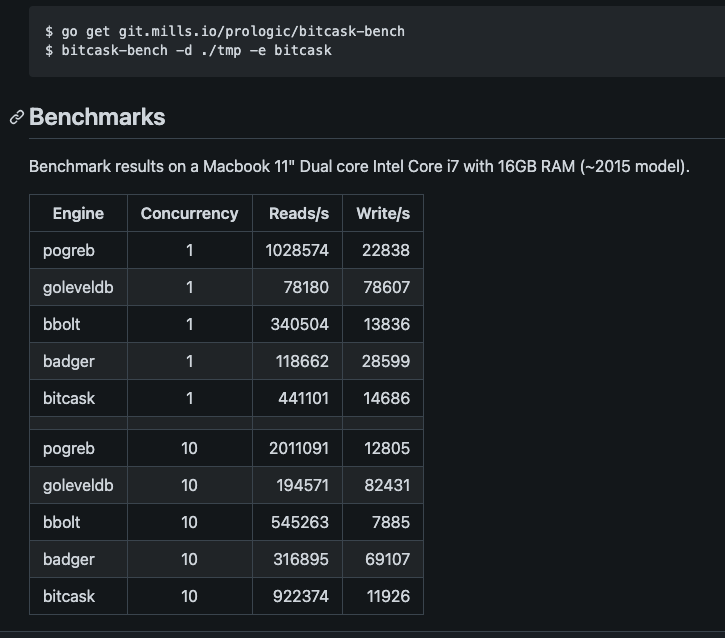 $ go get git.mills.io/prologic/bitcask-bench
$ bitcask-bench -d ./tmp -e bitcask
Benchmarks
Benchmark results on a Macbook 11" Dual core Intel Core i7 with 16GB RAM (~2015 model).
Engine Concurrency Reads/s Write/s
pogreb 1 1028574 22838
goleveldb 1 78180 78607
bbolt 1 340504 13836
badger 1 118662 28599
bitcask 1 441101 14686
pogreb 10 2011091 12805
goleveldb 10 194571 82431
bbolt 10 545263 7885
badger 10 316895 69107
bitcask 10 922374 11926